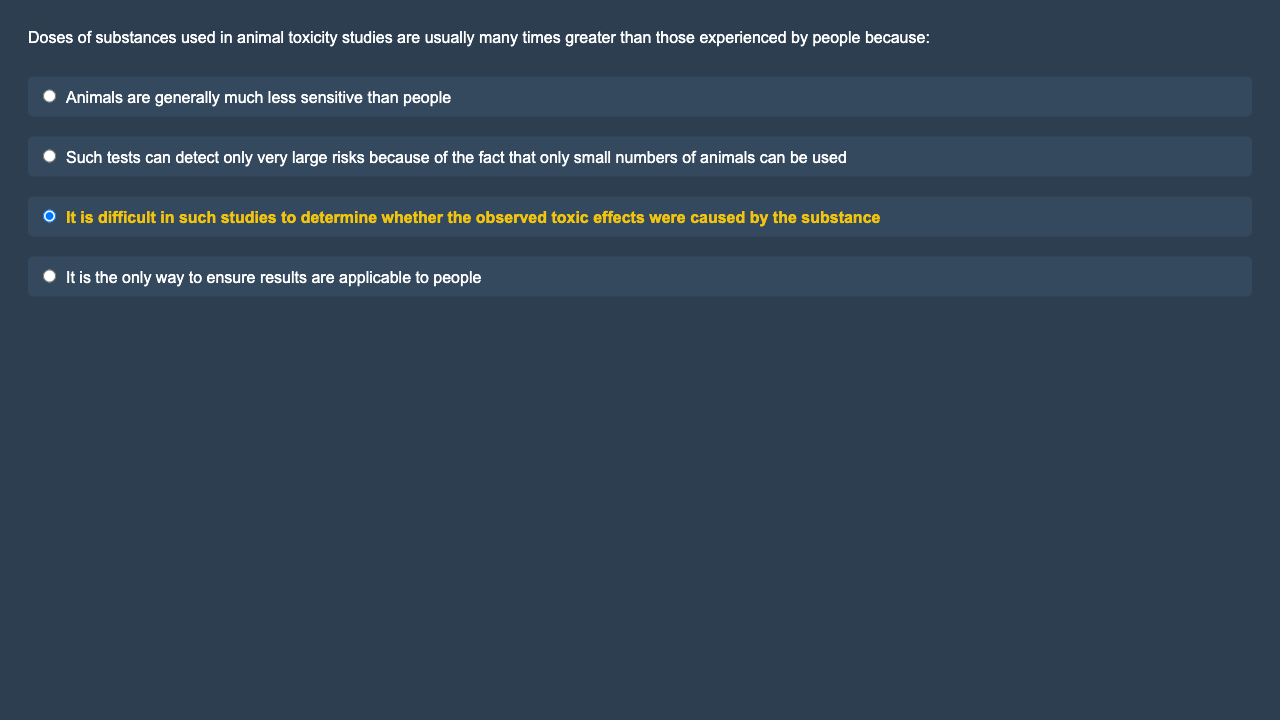 Doses of substances used in animal toxicity studies are usually many times greater than those experienced by people because:
Animals are generally much less sensitive than people
Such tests can detect only very large risks because of the fact that only small numbers of animals can be used
It is difficult in such studies to determine whether the observed toxic effects were caused by the substance
It is the only way to ensure results are applicable to people